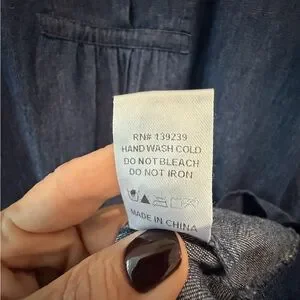 RN# 139239
HAND WASH COLD
DO NOT BLEACH
DO NOT IRON
MADE IN CHINA